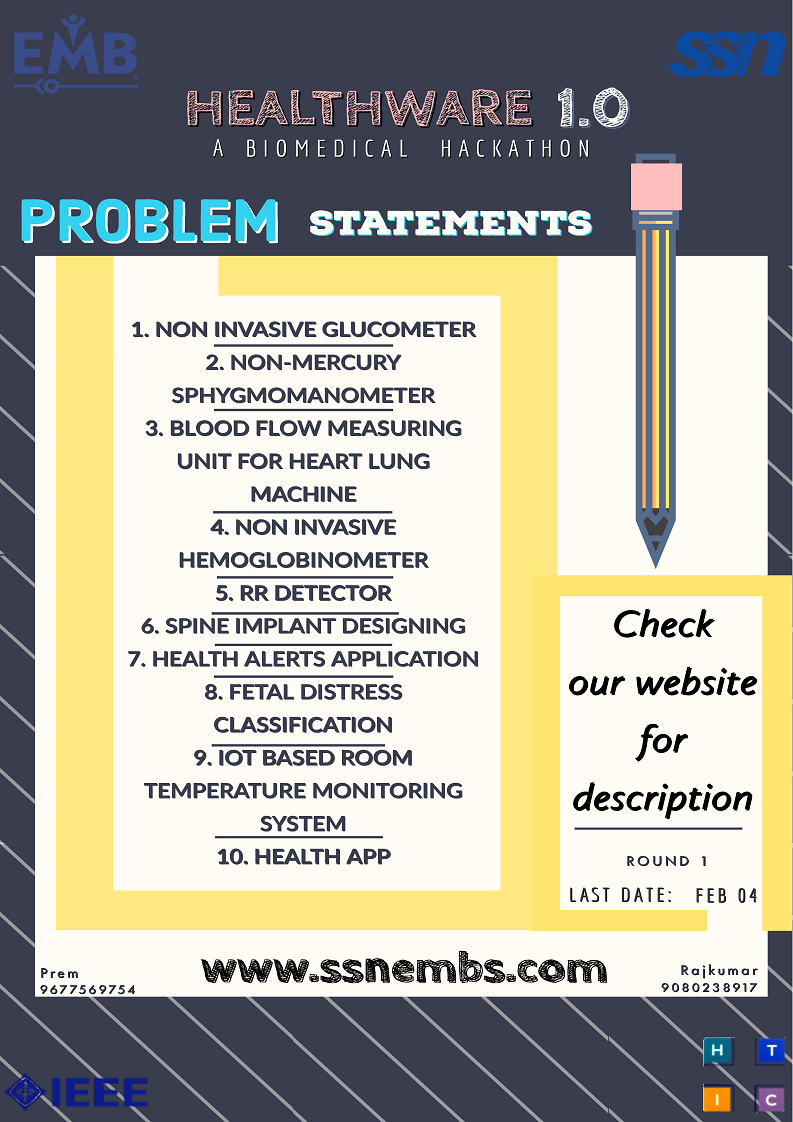 EMB
ssn
HEALTHWARE 1.0
A BIOMEDICAL HACKATHON
PROBLEM STATEMENTS
1. NON INVASIVE GLUCOMETER
2. NON-MERCURY
SPHYGMOMANOMETER
3. BLOOD FLOW MEASURING
UNIT FOR HEART LUNG
MACHINE
4. NON INVASIVE
HEMOGLOBINOMETER
5. RR DETECTOR
6. SPINE IMPLANT DESIGNING
7. HEALTH ALERTS APPLICATION
8. FETAL DISTRESS
CLASSIFICATION
9. IOT BASED ROOM
TEMPERATURE MONITORING
SYSTEM
10. HEALTH APP
Check
our website
for
description
ROUND 1
LAST DATE: FEB 04
www.ssnembs.com
Prem
9677569754
Rajkumar
9080238917
IEEE
H T
I C